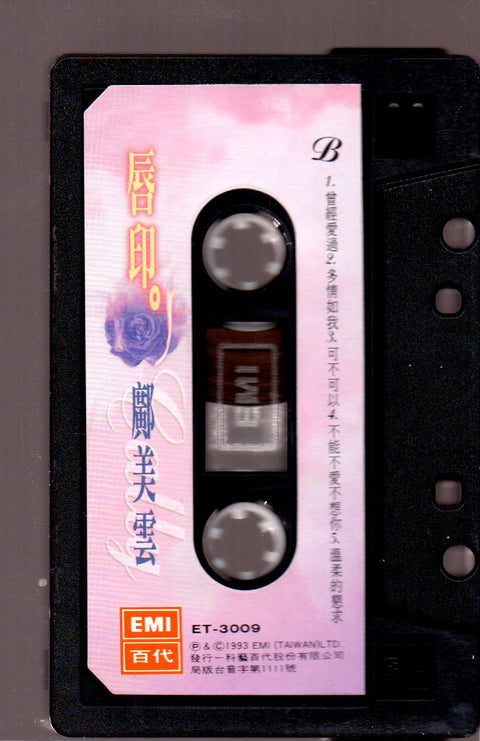 唇印。
鄺美雲
B
1.曾經愛過2.多情如我3.可不可以4.不能不愛不想你5.溫柔的懇求
EMI
EMI
百代
ET-3009
Ⓟ & © 1993 EMI (TAIWAN)LTD.
發行一科藝百代股份有限公司
局版台音字第1111號